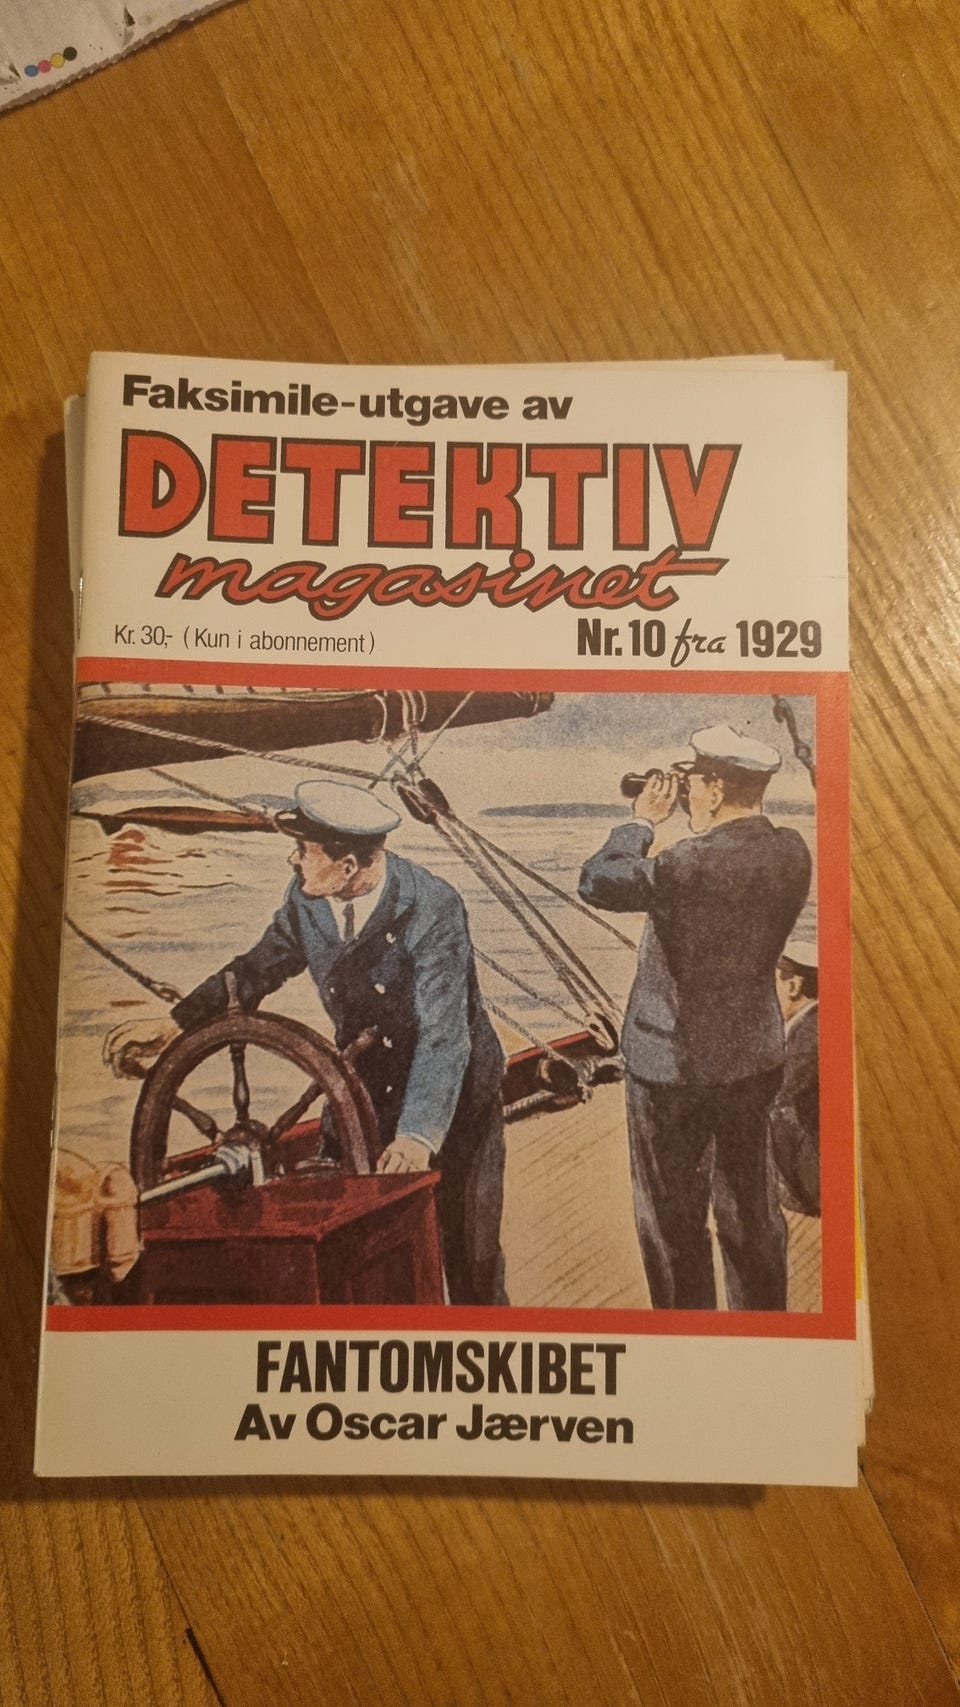 Faksimile-utgave av
DETEKTIV
magasinet
Kr. 30,- (Kun i abonnement)
Nr. 10 fra 1929
FANTOMSKIBET
Av Oscar Jærven